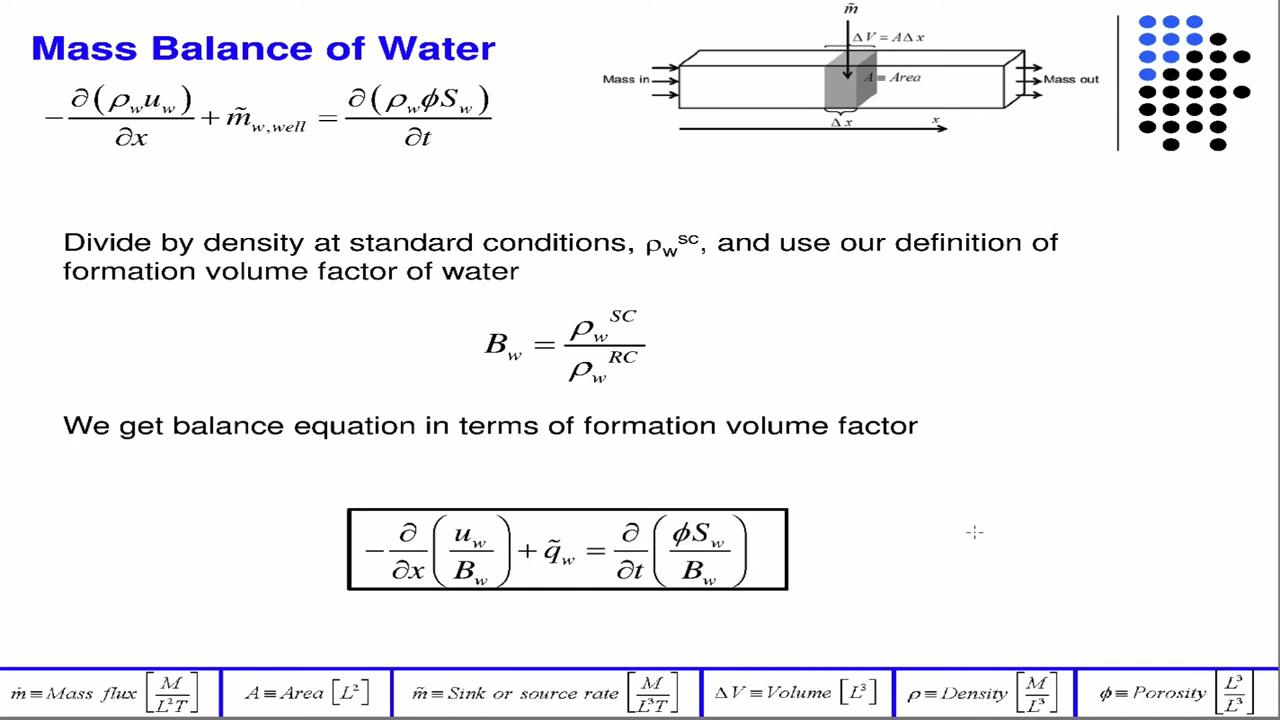 Mass Balance of Water
−∂(ρ_w u_w)/∂x + m̃_{w,well} = ∂(ρ_w ϕS_w)/∂t
m̃
ΔV = AΔx
Mass in
A ≡ Area
Mass out
Δx
x
Divide by density at standard conditions, ρ_w^sc, and use our definition of
formation volume factor of water
B_w = ρ_w^SC / ρ_w^RC
We get balance equation in terms of formation volume factor
−∂/∂x (u_w/B_w) + q̃_w = ∂/∂t (ϕS_w/B_w)
ṁ ≡ Mass flux [M/L²T]
A ≡ Area [L²]
m̃ ≡ Sink or source rate [M/L³T]
ΔV ≡ Volume [L³]
ρ ≡ Density [M/L³]
ϕ ≡ Porosity [L³/L³]